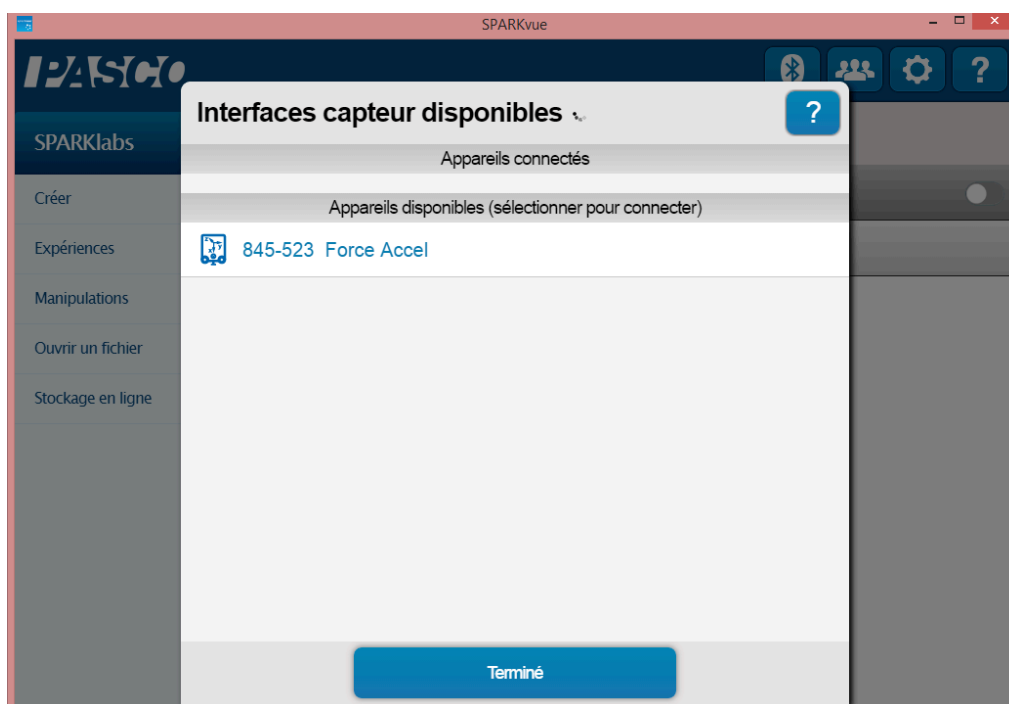 SPARKvue
PASCO
Interfaces capteur disponibles
?
?
SPARKlabs
Appareils connectés
Créer
Appareils disponibles (sélectionner pour connecter)
Expériences
845-523 Force Accel
Manipulations
Ouvrir un fichier
Stockage en ligne
Terminé